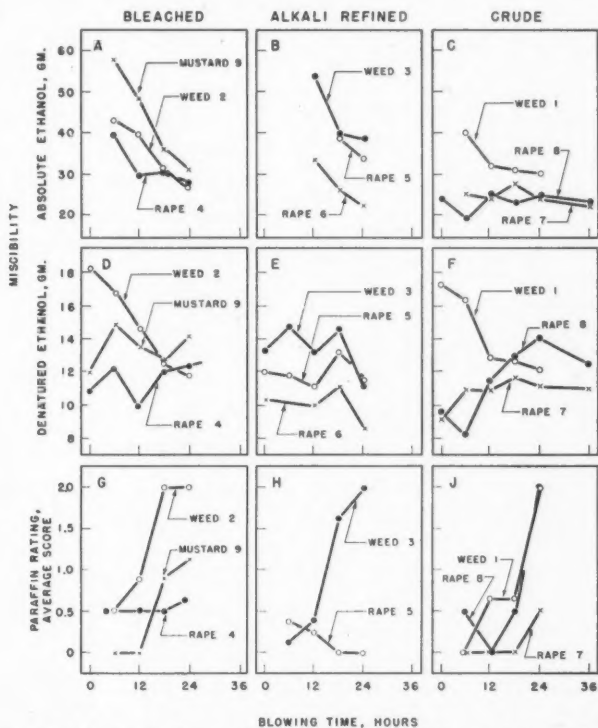 BLEACHED ALKALI REFINED CRUDE
MISCIBILITY
ABSOLUTE ETHANOL, GM.
60
50
40
30
20
A
MUSTARD 9
WEED 2
RAPE 4
B
WEED 3
RAPE 5
RAPE 6
C
WEED 1
RAPE 8
RAPE 7
DENATURED ETHANOL, GM.
18
16
14
12
10
8
D
WEED 2
MUSTARD 9
RAPE 4
E
WEED 3
RAPE 5
RAPE 6
F
WEED 1
RAPE 8
RAPE 7
PARAFFIN RATING,
AVERAGE SCORE
2.0
1.5
1.0
0.5
0
G
WEED 2
MUSTARD 9
RAPE 4
H
WEED 3
RAPE 5
J
WEED 1
RAPE 8
RAPE 7
0 12 24 36 0 12 24 36 0 12 24 36
BLOWING TIME, HOURS